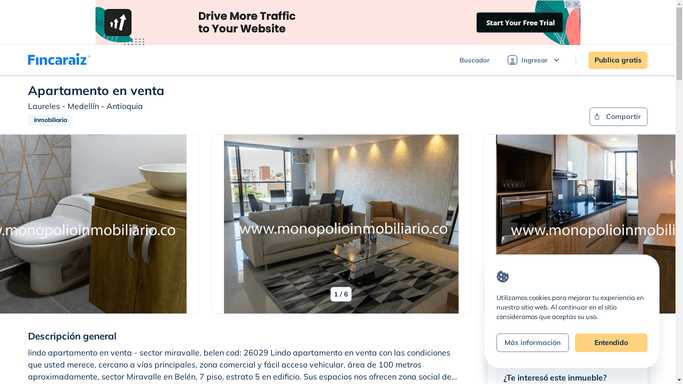 Drive More Traffic
to Your Website
Start Your Free Trial
Fincaraiz
Buscador
Ingresar
Publica gratis
Apartamento en venta
Laureles - Medellín - Antioquia
Inmobiliaria
Compartir
www.monopolioinmobiliario.co
www.monopolioinmobiliario.co
www.monopolioinmobil
1 / 6
Utilizamos cookies para mejorar tu experiencia en
nuestro sitio web. Al continuar en el sitio
consideramos que aceptas su uso.
Más información
Entendido
Descripción general
lindo apartamento en venta - sector miravalle, belen cod: 26029 Lindo apartamento en venta con las condiciones
que usted merece, cercano a vías principales, zona comercial y fácil acceso vehicular, área de 100 metros
aproximadamente, sector Miravalle en Belén, 7 piso, estrato 5 en edificio. Sus espacios nos ofrecen zona social de...
¿Te interesó este inmueble?